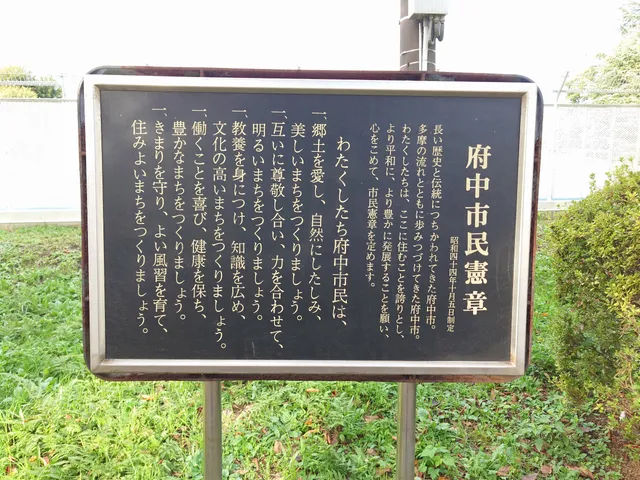 府中市民憲章
昭和四十四年十月五日制定
長い歴史と伝統につちかわれてきた府中市。
多摩の流れとともに歩みつづけてきた府中市。
わたくしたちは、ここに住むことを誇りとし、
より平和に、より豊かに発展することを願い、
心をこめて、市民憲章を定めます。
わたくしたち府中市民は、
一、郷土を愛し、自然にしたしみ、
美しいまちをつくりましょう。
一、互いに尊敬し合い、力を合わせて、
明るいまちをつくりましょう。
一、教養を身につけ、知識を広め、
文化の高いまちをつくりましょう。
一、働くことを喜び、健康を保ち、
豊かなまちをつくりましょう。
一、きまりを守り、よい風習を育て、
住みよいまちをつくりましょう。